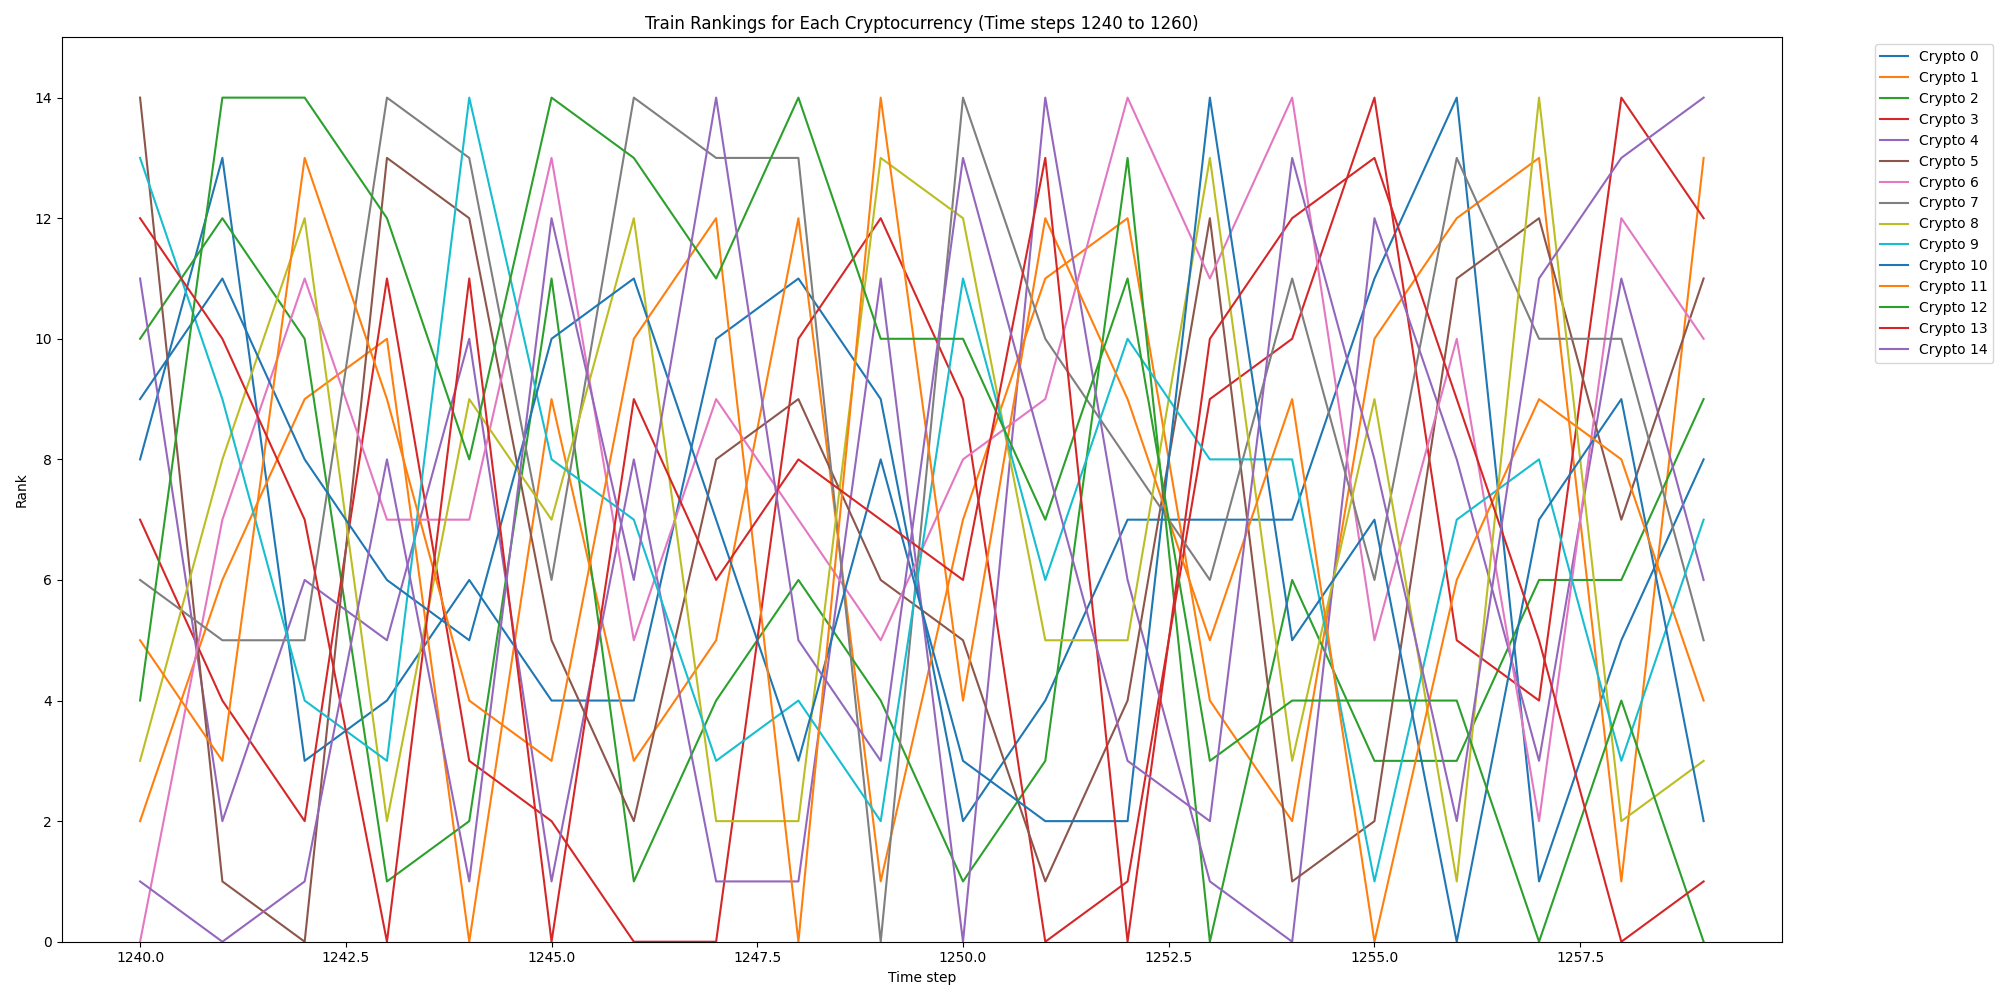 Train Rankings for Each Cryptocurrency (Time steps 1240 to 1260)
Rank
14
12
10
8
6
4
2
0
1240.0 1242.5 1245.0 1247.5 1250.0 1252.5 1255.0 1257.5
Time step
Crypto 0
Crypto 1
Crypto 2
Crypto 3
Crypto 4
Crypto 5
Crypto 6
Crypto 7
Crypto 8
Crypto 9
Crypto 10
Crypto 11
Crypto 12
Crypto 13
Crypto 14